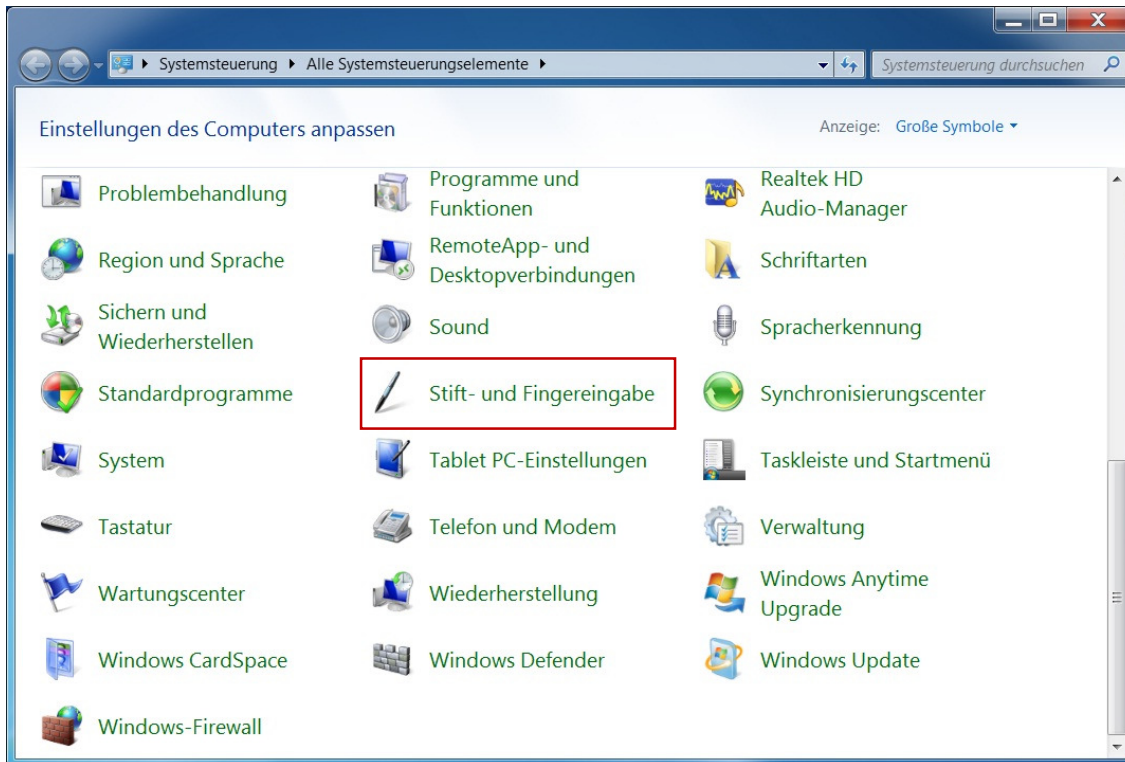 Systemsteuerung Alle Systemsteuerungselemente
Systemsteuerung durchsuchen
Einstellungen des Computers anpassen
Anzeige: Große Symbole
Problembehandlung
Programme und
Funktionen
Realtek HD
Audio-Manager
Region und Sprache
RemoteApp- und
Desktopverbindungen
Schriftarten
Sichern und
Wiederherstellen
Sound
Spracherkennung
Standardprogramme
Stift- und Fingereingabe
Synchronisierungscenter
System
Tablet PC-Einstellungen
Taskleiste und Startmenü
Tastatur
Telefon und Modem
Verwaltung
Wartungscenter
Wiederherstellung
Windows Anytime
Upgrade
Windows CardSpace
Windows Defender
Windows Update
Windows-Firewall